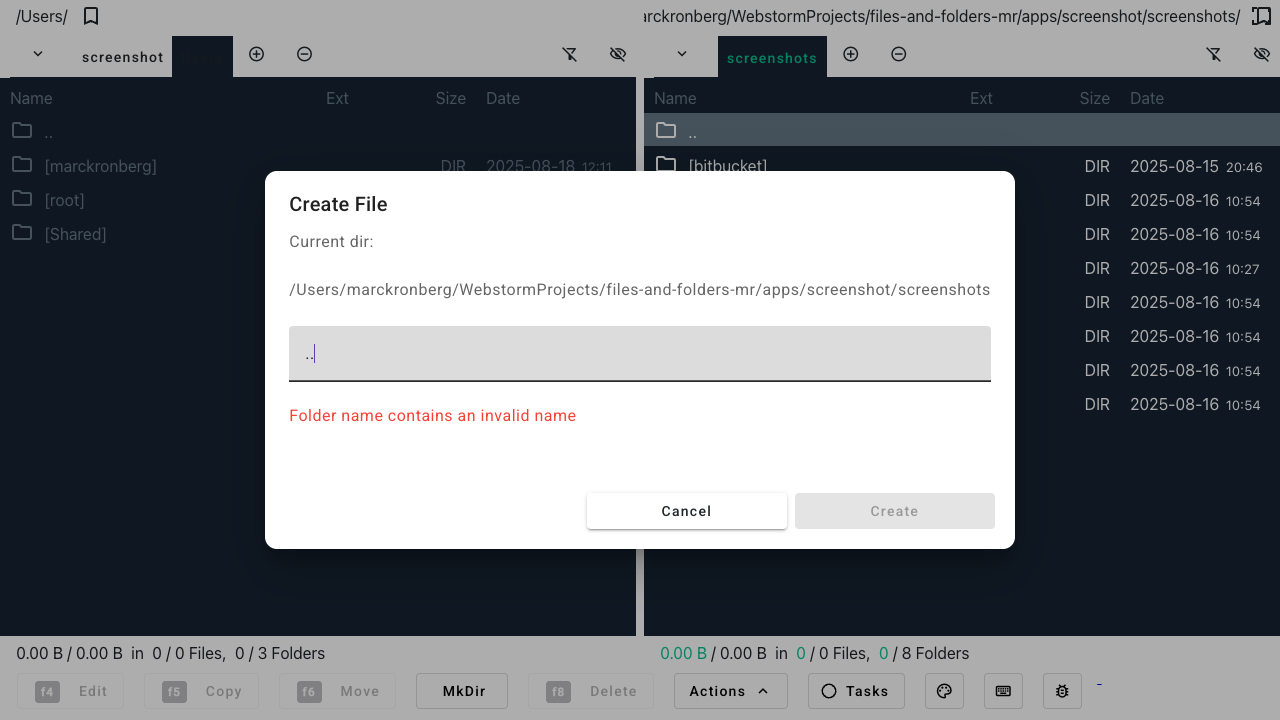 /Users/
arckronberg/WebstormProjects/files-and-folders-mr/apps/screenshot/screenshots/
screenshot
screenshots
Name Ext Size Date
Name Ext Size Date
..
[marckronberg] DIR 2025-08-18 12:11
[root]
[Shared]
..
[bitbucket] DIR 2025-08-15 20:46
DIR 2025-08-16 10:54
DIR 2025-08-16 10:54
DIR 2025-08-16 10:27
DIR 2025-08-16 10:54
DIR 2025-08-16 10:54
DIR 2025-08-16 10:54
DIR 2025-08-16 10:54
Create File
Current dir:
/Users/marckronberg/WebstormProjects/files-and-folders-mr/apps/screenshot/screenshots
..
Folder name contains an invalid name
Cancel Create
0.00 B / 0.00 B in 0 / 0 Files, 0 / 3 Folders
0.00 B / 0.00 B in 0 / 0 Files, 0 / 8 Folders
f4 Edit f5 Copy f6 Move MkDir f8 Delete Actions Tasks